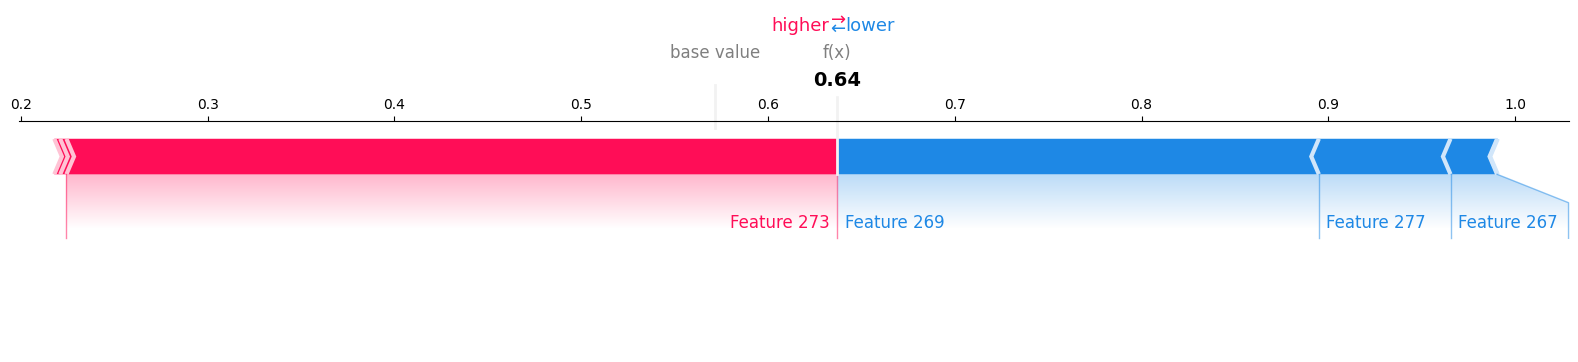 higher ⇄ lower
base value f(x)
0.64
0.2 0.3 0.4 0.5 0.6 0.7 0.8 0.9 1.0
Feature 273 Feature 269 Feature 277 Feature 267